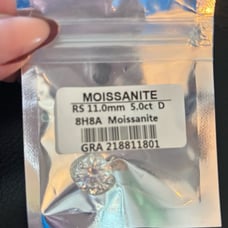 MOISSANITE
RS 11.0mm 5.0ct D
8H8A Moissanite
GRA 218811801